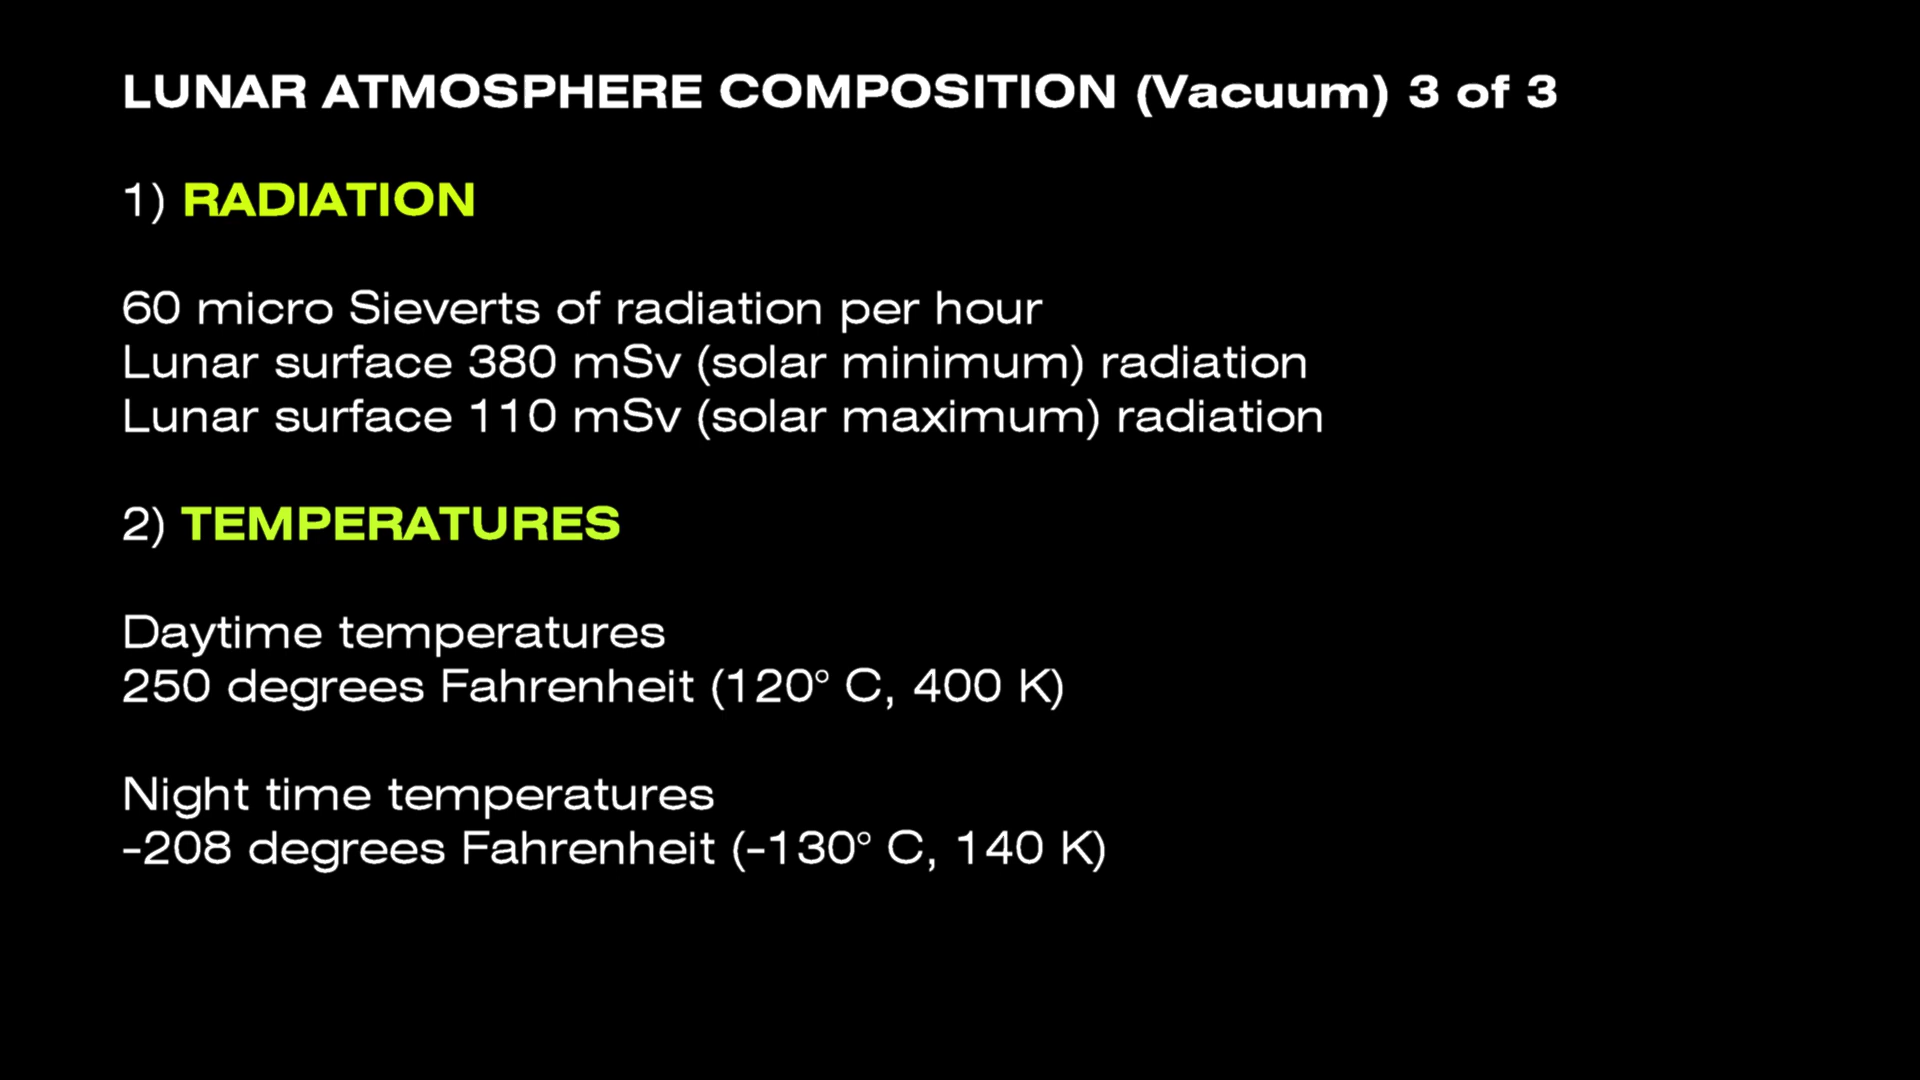 LUNAR ATMOSPHERE COMPOSITION (Vacuum) 3 of 3
1) RADIATION
60 micro Sieverts of radiation per hour
Lunar surface 380 mSv (solar minimum) radiation
Lunar surface 110 mSv (solar maximum) radiation
2) TEMPERATURES
Daytime temperatures
250 degrees Fahrenheit (120° C, 400 K)
Night time temperatures
-208 degrees Fahrenheit (-130° C, 140 K)